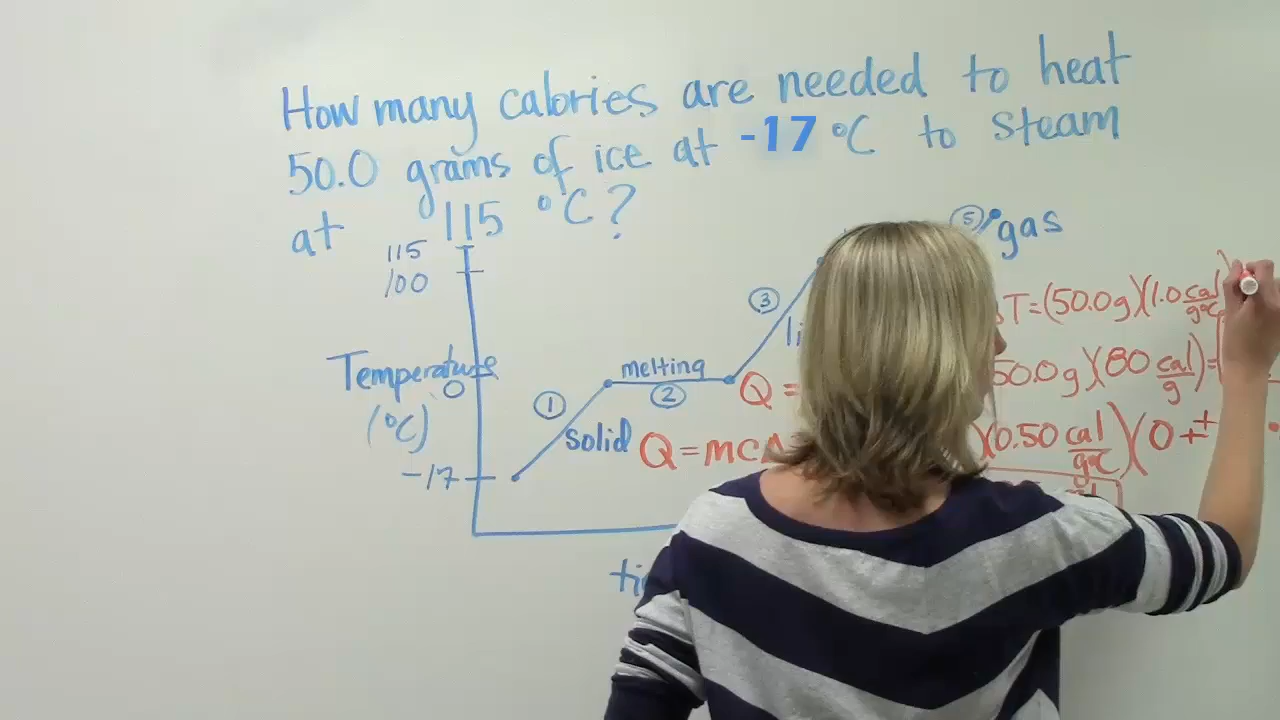 How many calories are needed to heat
50.0 grams of ice at -17 °C to steam
at 115 °C?
115
100
Temperature
0
(°C)
-17
① solid
melting
②
③
⑤ gas
T=(50.0g)(1.0 cal/g°C
Q = 50.0g)(80 cal/g)=
Q=mcΔ )(0.50 cal/g°C)(0+